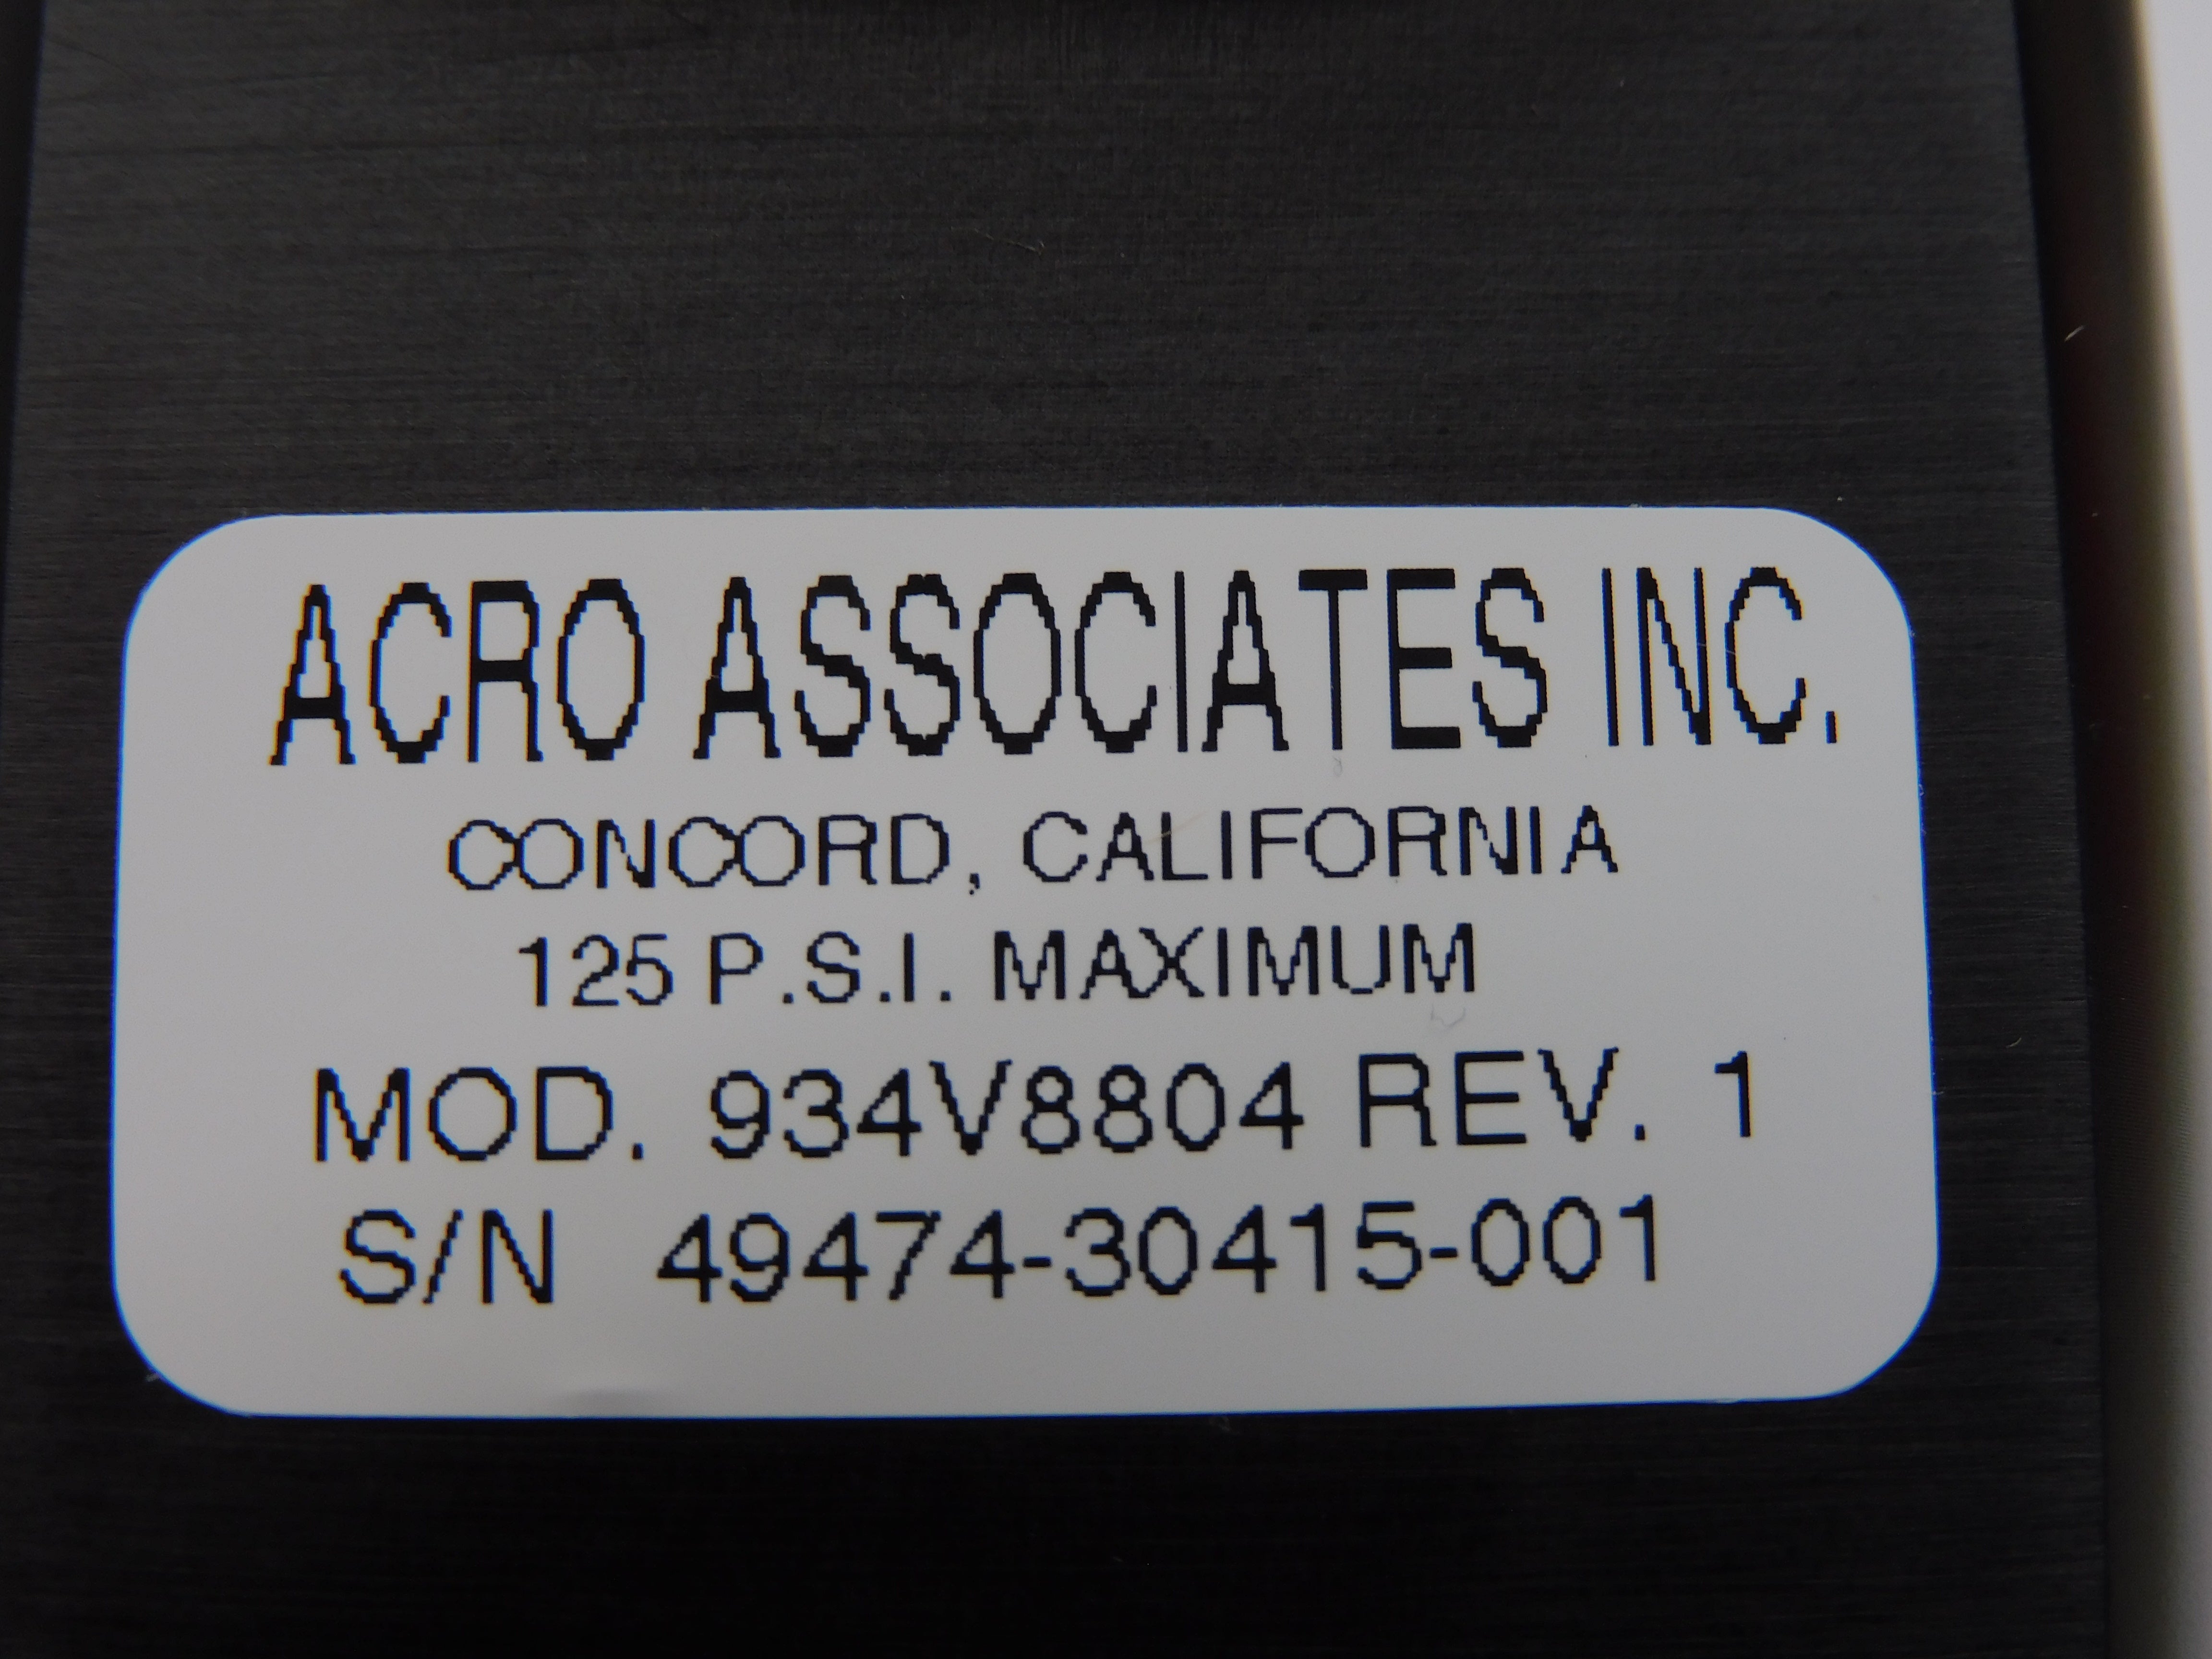 ACRO ASSOCIATES INC.
CONCORD, CALIFORNIA
125 P.S.I. MAXIMUM
MOD. 934V8804 REV. 1
S/N 49474-30415-001